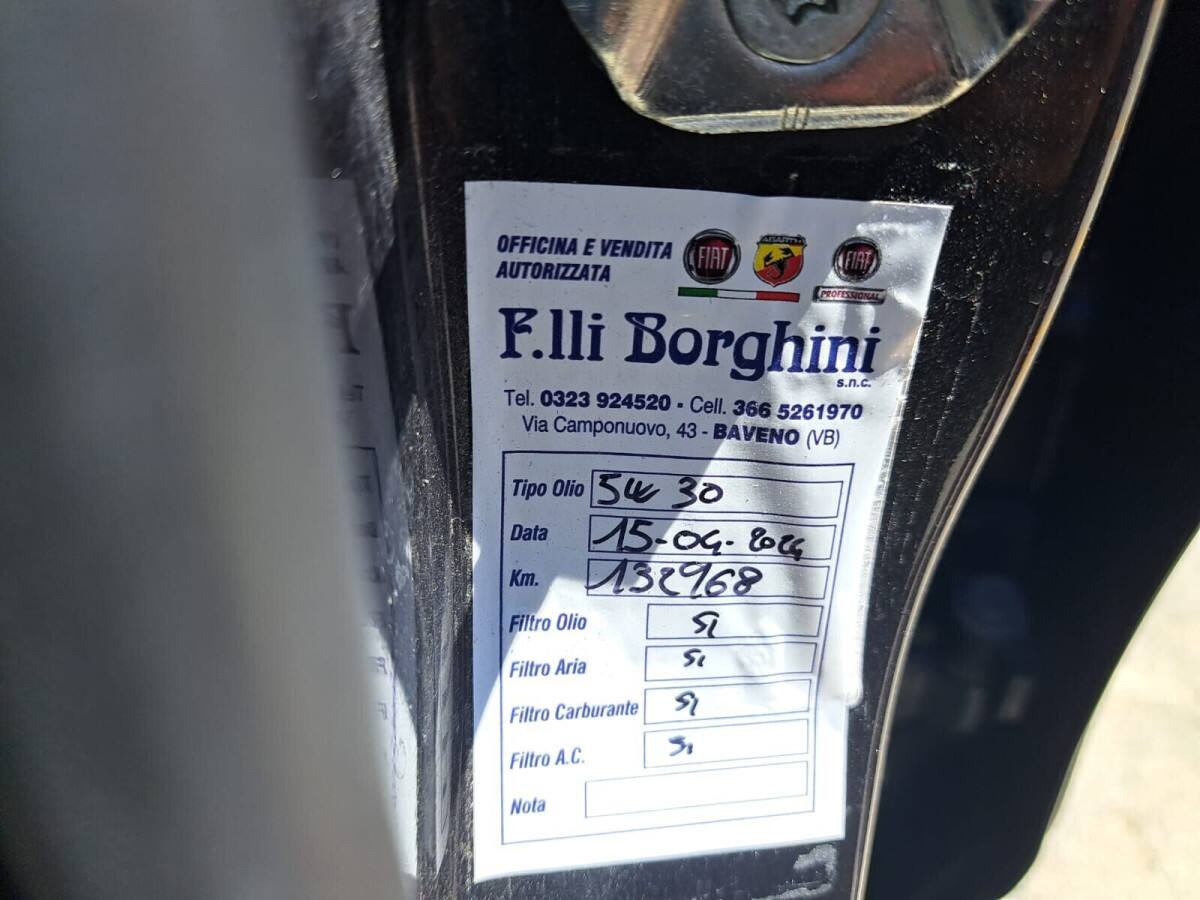 OFFICINA E VENDITA
AUTORIZZATA
FIAT
ABARTH
FIAT
PROFESSIONAL
F.lli Borghini
s.n.c.
Tel. 0323 924520 - Cell. 366 5261970
Via Camponuovo, 43 - BAVENO (VB)
Tipo Olio 5W 30
Data 15-04-2024
Km. 132968
Filtro Olio SI
Filtro Aria SI
Filtro Carburante SI
Filtro A.C. SI
Nota